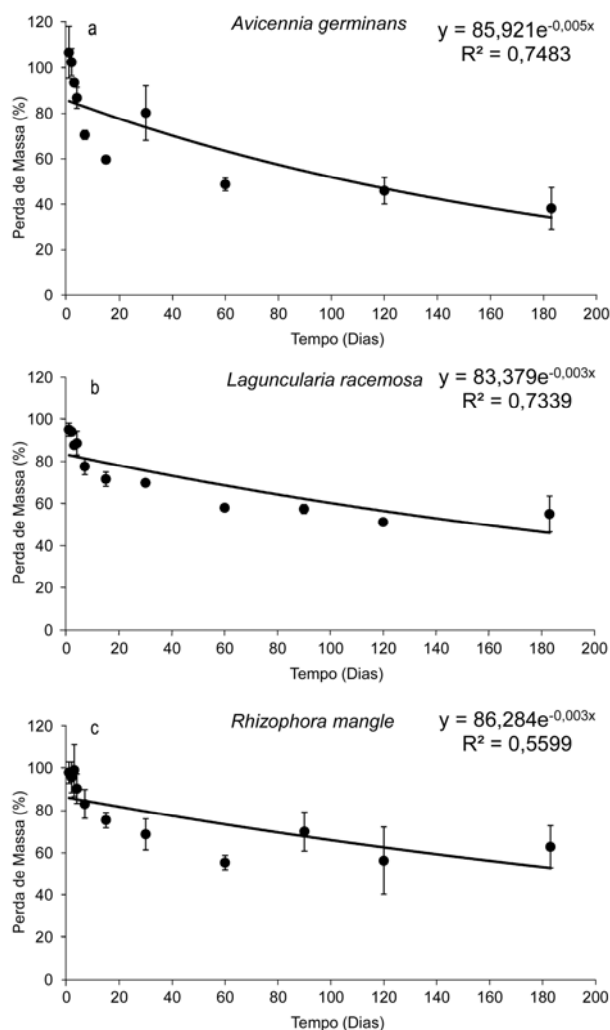 a
Avicennia germinans
y = 85,921e^-0,005x
R² = 0,7483
Perda de Massa (%)
120
100
80
60
40
20
0
0 20 40 60 80 100 120 140 160 180 200
Tempo (Dias)
b
Laguncularia racemosa
y = 83,379e^-0,003x
R² = 0,7339
Perda de Massa (%)
120
100
80
60
40
20
0
0 20 40 60 80 100 120 140 160 180 200
Tempo (Dias)
c
Rhizophora mangle
y = 86,284e^-0,003x
R² = 0,5599
Perda de Massa (%)
120
100
80
60
40
20
0
0 20 40 60 80 100 120 140 160 180 200
Tempo (Dias)